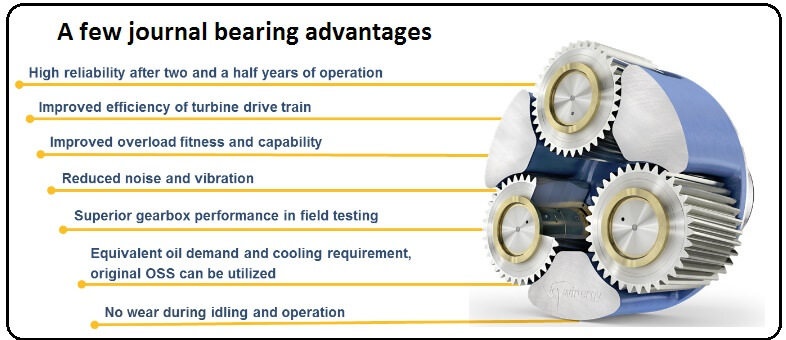 A few journal bearing advantages
High reliability after two and a half years of operation
Improved efficiency of turbine drive train
Improved overload fitness and capability
Reduced noise and vibration
Superior gearbox performance in field testing
Equivalent oil demand and cooling requirement,
original OSS can be utilized
No wear during idling and operation